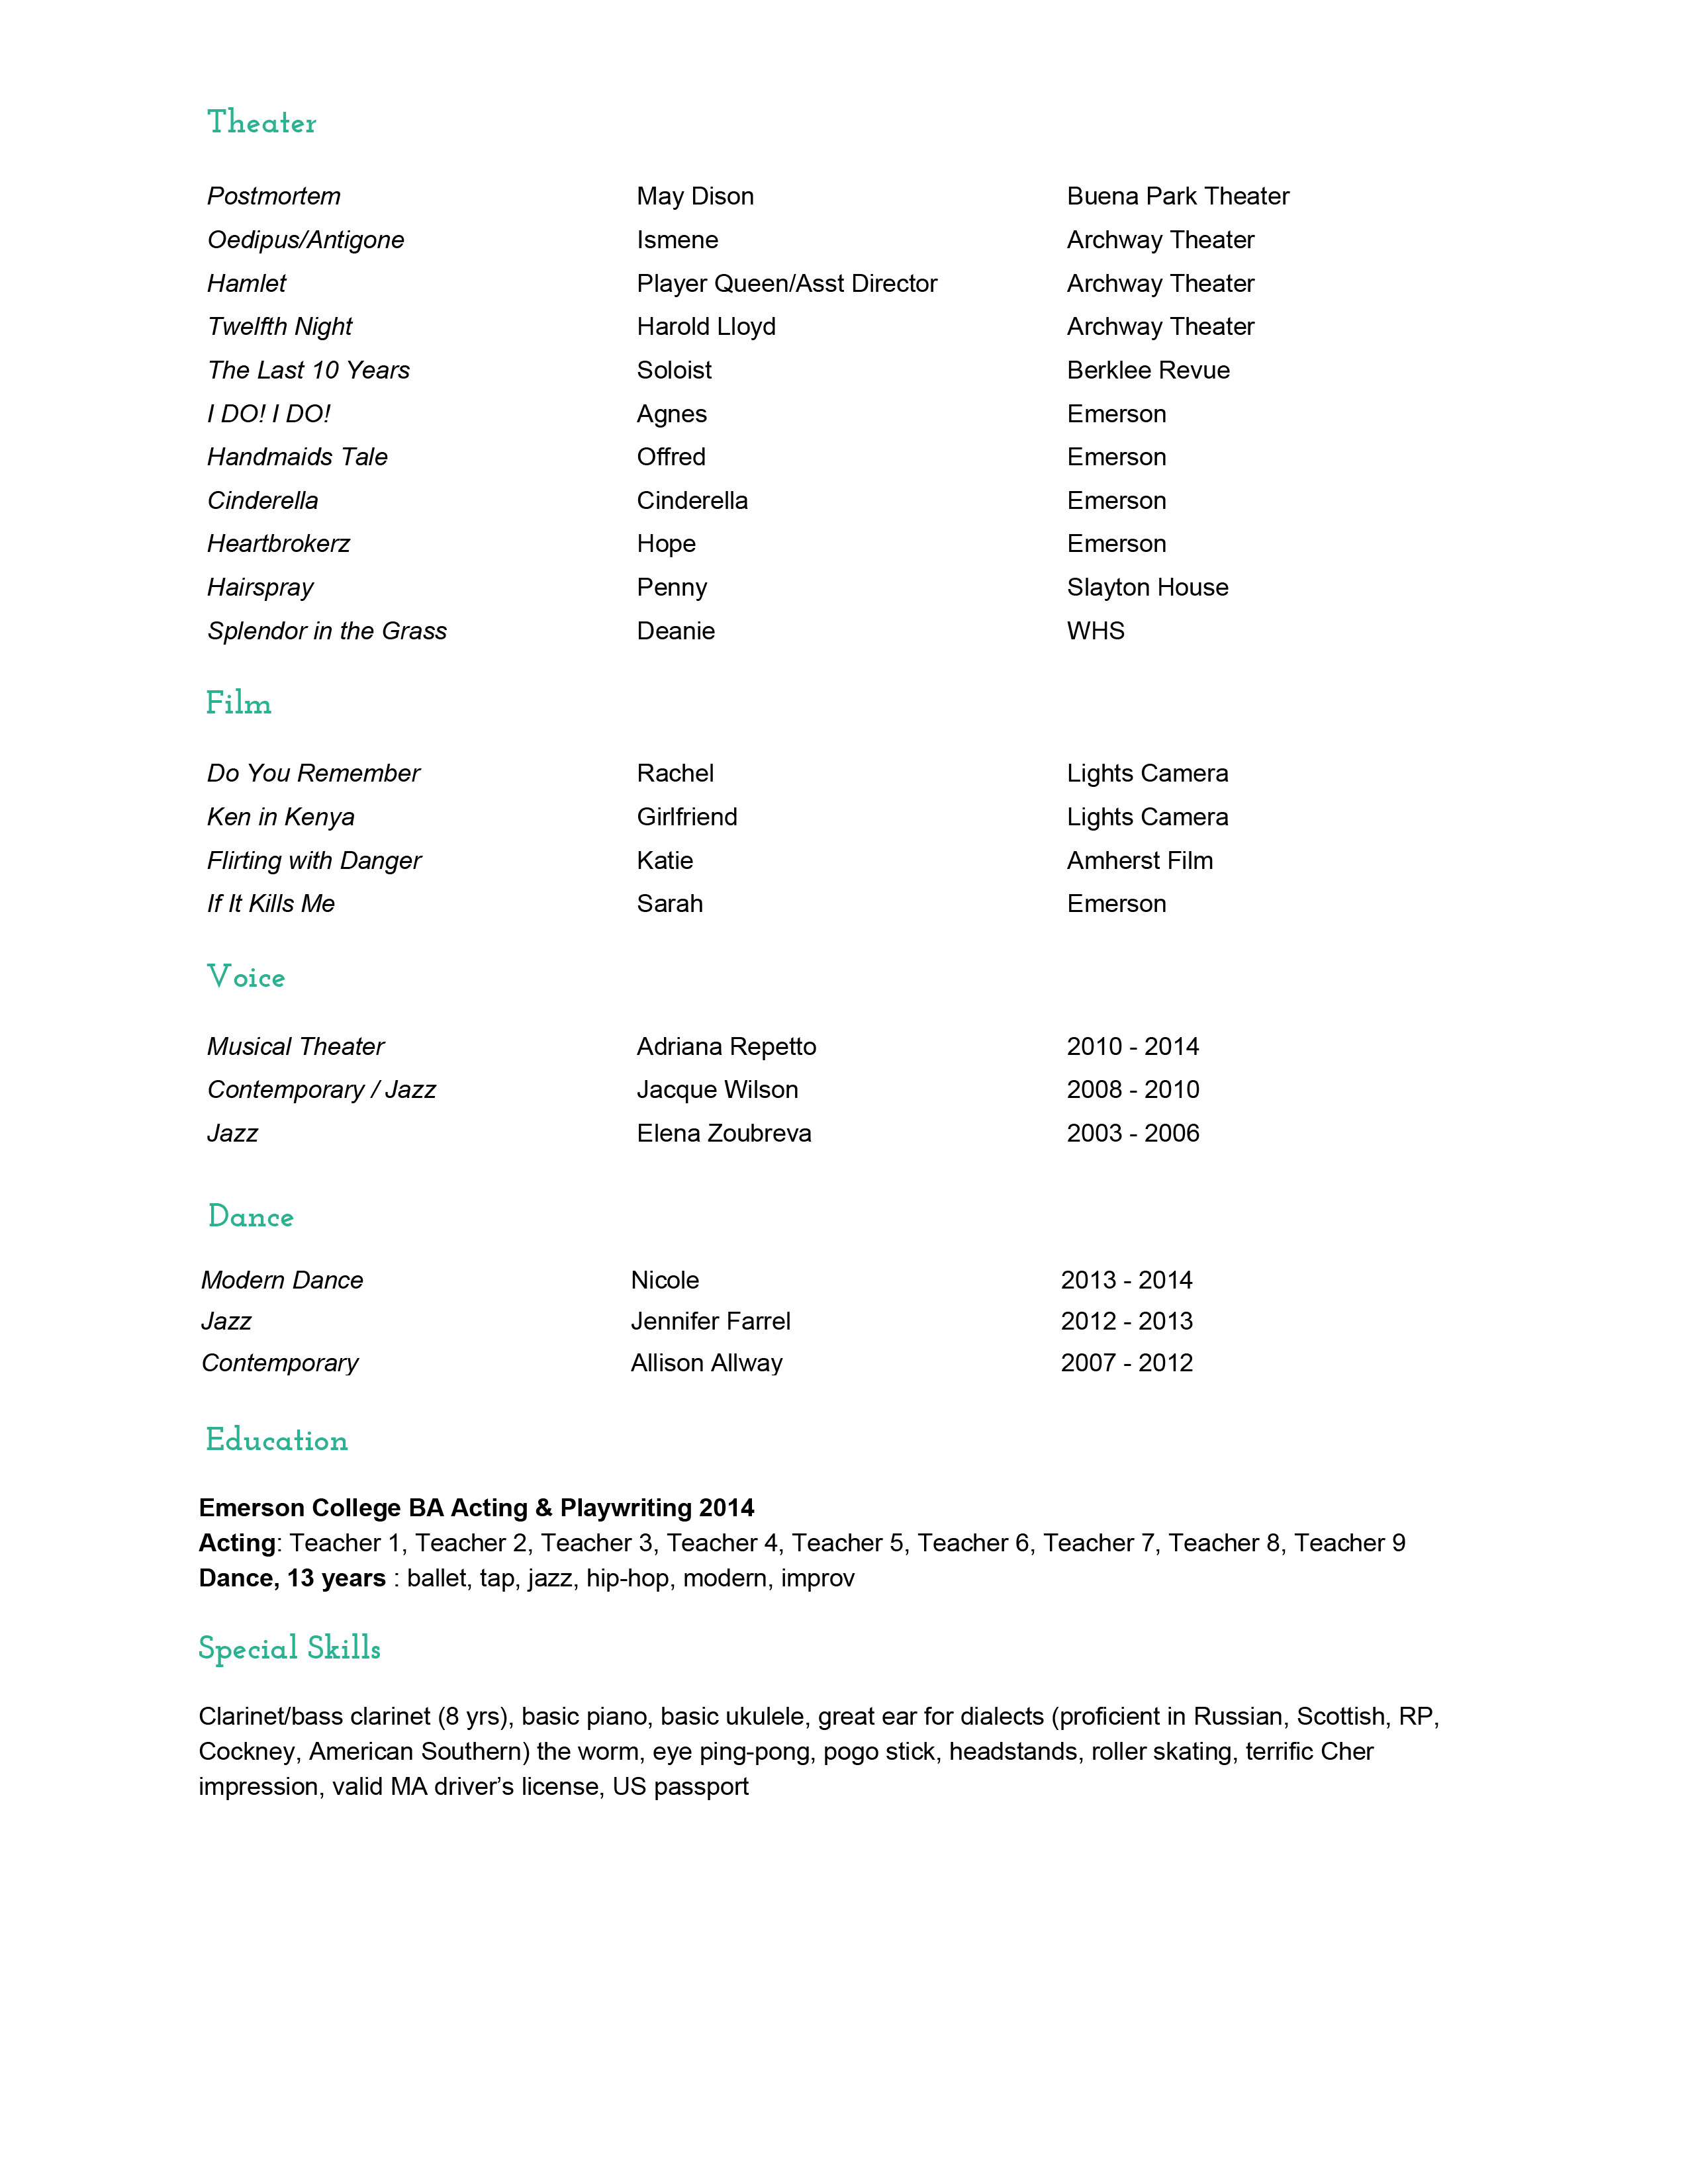 Theater
Postmortem May Dison Buena Park Theater
Oedipus/Antigone Ismene Archway Theater
Hamlet Player Queen/Asst Director Archway Theater
Twelfth Night Harold Lloyd Archway Theater
The Last 10 Years Soloist Berklee Revue
I DO! I DO! Agnes Emerson
Handmaids Tale Offred Emerson
Cinderella Cinderella Emerson
Heartbrokerz Hope Emerson
Hairspray Penny Slayton House
Splendor in the Grass Deanie WHS
Film
Do You Remember Rachel Lights Camera
Ken in Kenya Girlfriend Lights Camera
Flirting with Danger Katie Amherst Film
If It Kills Me Sarah Emerson
Voice
Musical Theater Adriana Repetto 2010 - 2014
Contemporary / Jazz Jacque Wilson 2008 - 2010
Jazz Elena Zoubreva 2003 - 2006
Dance
Modern Dance Nicole 2013 - 2014
Jazz Jennifer Farrel 2012 - 2013
Contemporary Allison Allway 2007 - 2012
Education
Emerson College BA Acting & Playwriting 2014
Acting: Teacher 1, Teacher 2, Teacher 3, Teacher 4, Teacher 5, Teacher 6, Teacher 7, Teacher 8, Teacher 9
Dance, 13 years : ballet, tap, jazz, hip-hop, modern, improv
Special Skills
Clarinet/bass clarinet (8 yrs), basic piano, basic ukulele, great ear for dialects (proficient in Russian, Scottish, RP,
Cockney, American Southern) the worm, eye ping-pong, pogo stick, headstands, roller skating, terrific Cher
impression, valid MA driver’s license, US passport